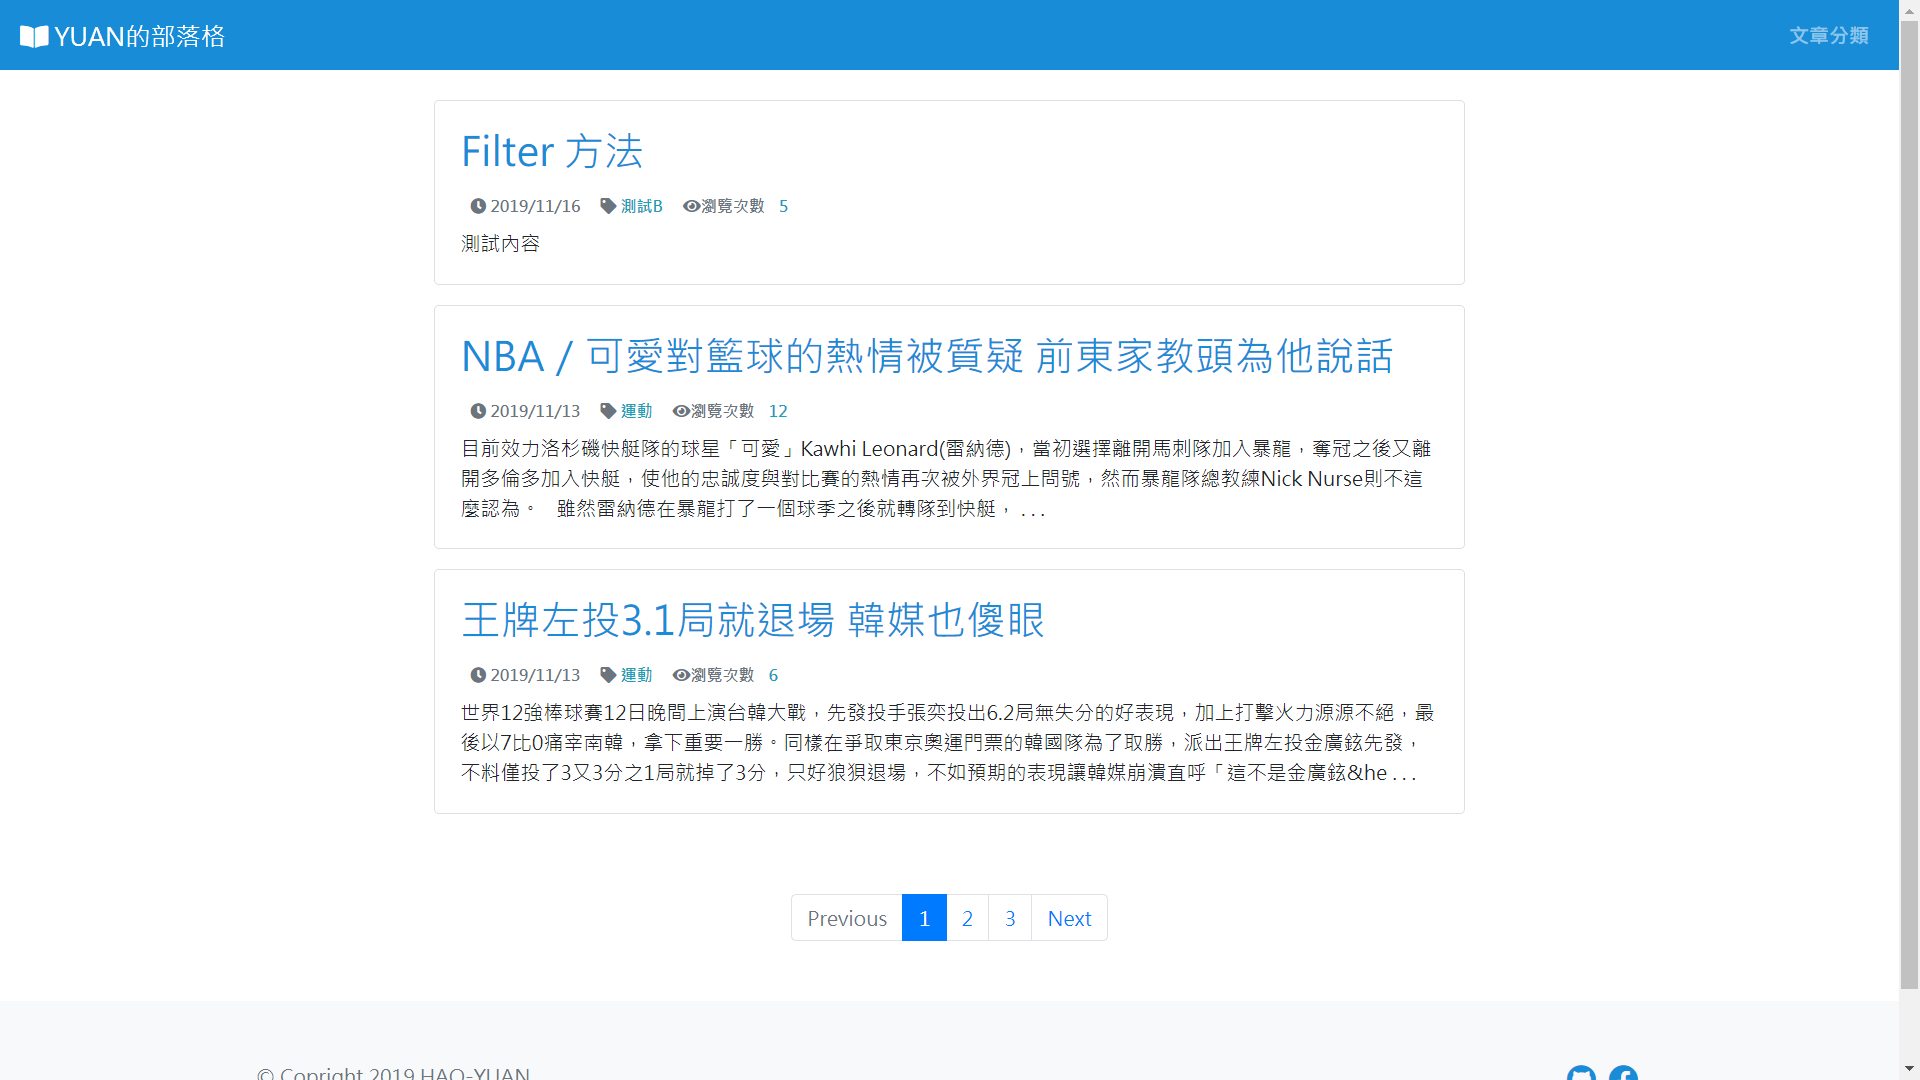 YUAN的部落格
文章分類
Filter 方法
2019/11/16 測試B 瀏覽次數 5
測試內容
NBA / 可愛對籃球的熱情被質疑 前東家教頭為他說話
2019/11/13 運動 瀏覽次數 12
目前效力洛杉磯快艇隊的球星「可愛」Kawhi Leonard(雷納德)，當初選擇離開馬刺隊加入暴龍，奪冠之後又離
開多倫多加入快艇，使他的忠誠度與對比賽的熱情再次被外界冠上問號，然而暴龍隊總教練Nick Nurse則不這
麼認為。 雖然雷納德在暴龍打了一個球季之後就轉隊到快艇， . . .
王牌左投3.1局就退場 韓媒也傻眼
2019/11/13 運動 瀏覽次數 6
世界12強棒球賽12日晚間上演台韓大戰，先發投手張奕投出6.2局無失分的好表現，加上打擊火力源源不絕，最
後以7比0痛宰南韓，拿下重要一勝。同樣在爭取東京奧運門票的韓國隊為了取勝，派出王牌左投金廣鉉先發，
不料僅投了3又3分之1局就掉了3分，只好狼狽退場，不如預期的表現讓韓媒崩潰直呼「這不是金廣鉉&he . . .
Previous 1 2 3 Next
© Copright 2019 HAO-YUAN